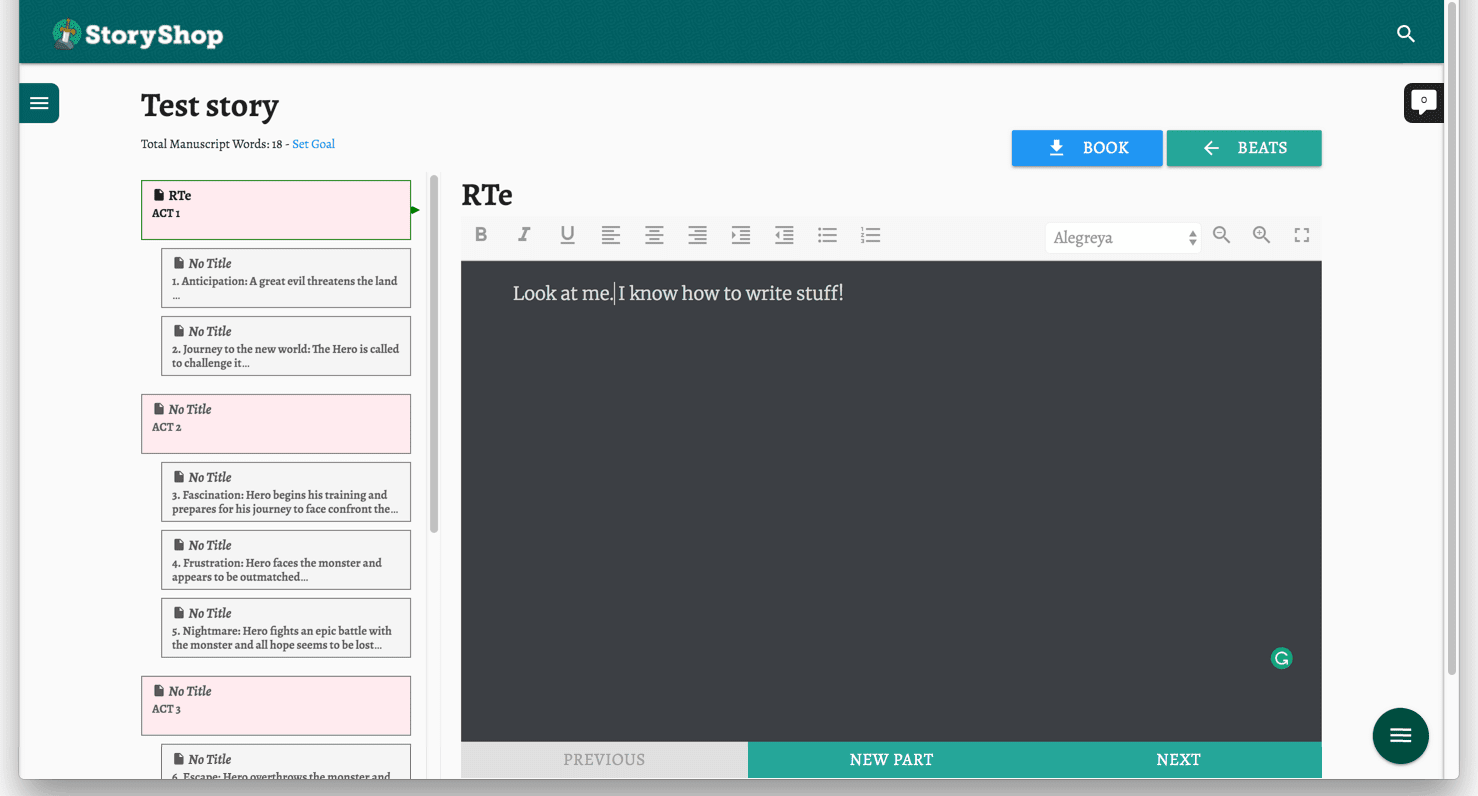 StoryShop
0
Test story
Total Manuscript Words: 18 - Set Goal
BOOK
BEATS
RTe
ACT 1
No Title
1. Anticipation: A great evil threatens the land
...
No Title
2. Journey to the new world: The Hero is called
to challenge it...
No Title
ACT 2
No Title
3. Fascination: Hero begins his training and
prepares for his journey to face confront the...
No Title
4. Frustration: Hero faces the monster and
appears to be outmatched...
No Title
5. Nightmare: Hero fights an epic battle with
the monster and all hope seems to be lost...
No Title
ACT 3
No Title
6. Escape: Hero overthrows the monster and
RTe
B I U
Alegreya
Look at me. I know how to write stuff!
G
PREVIOUS
NEW PART
NEXT